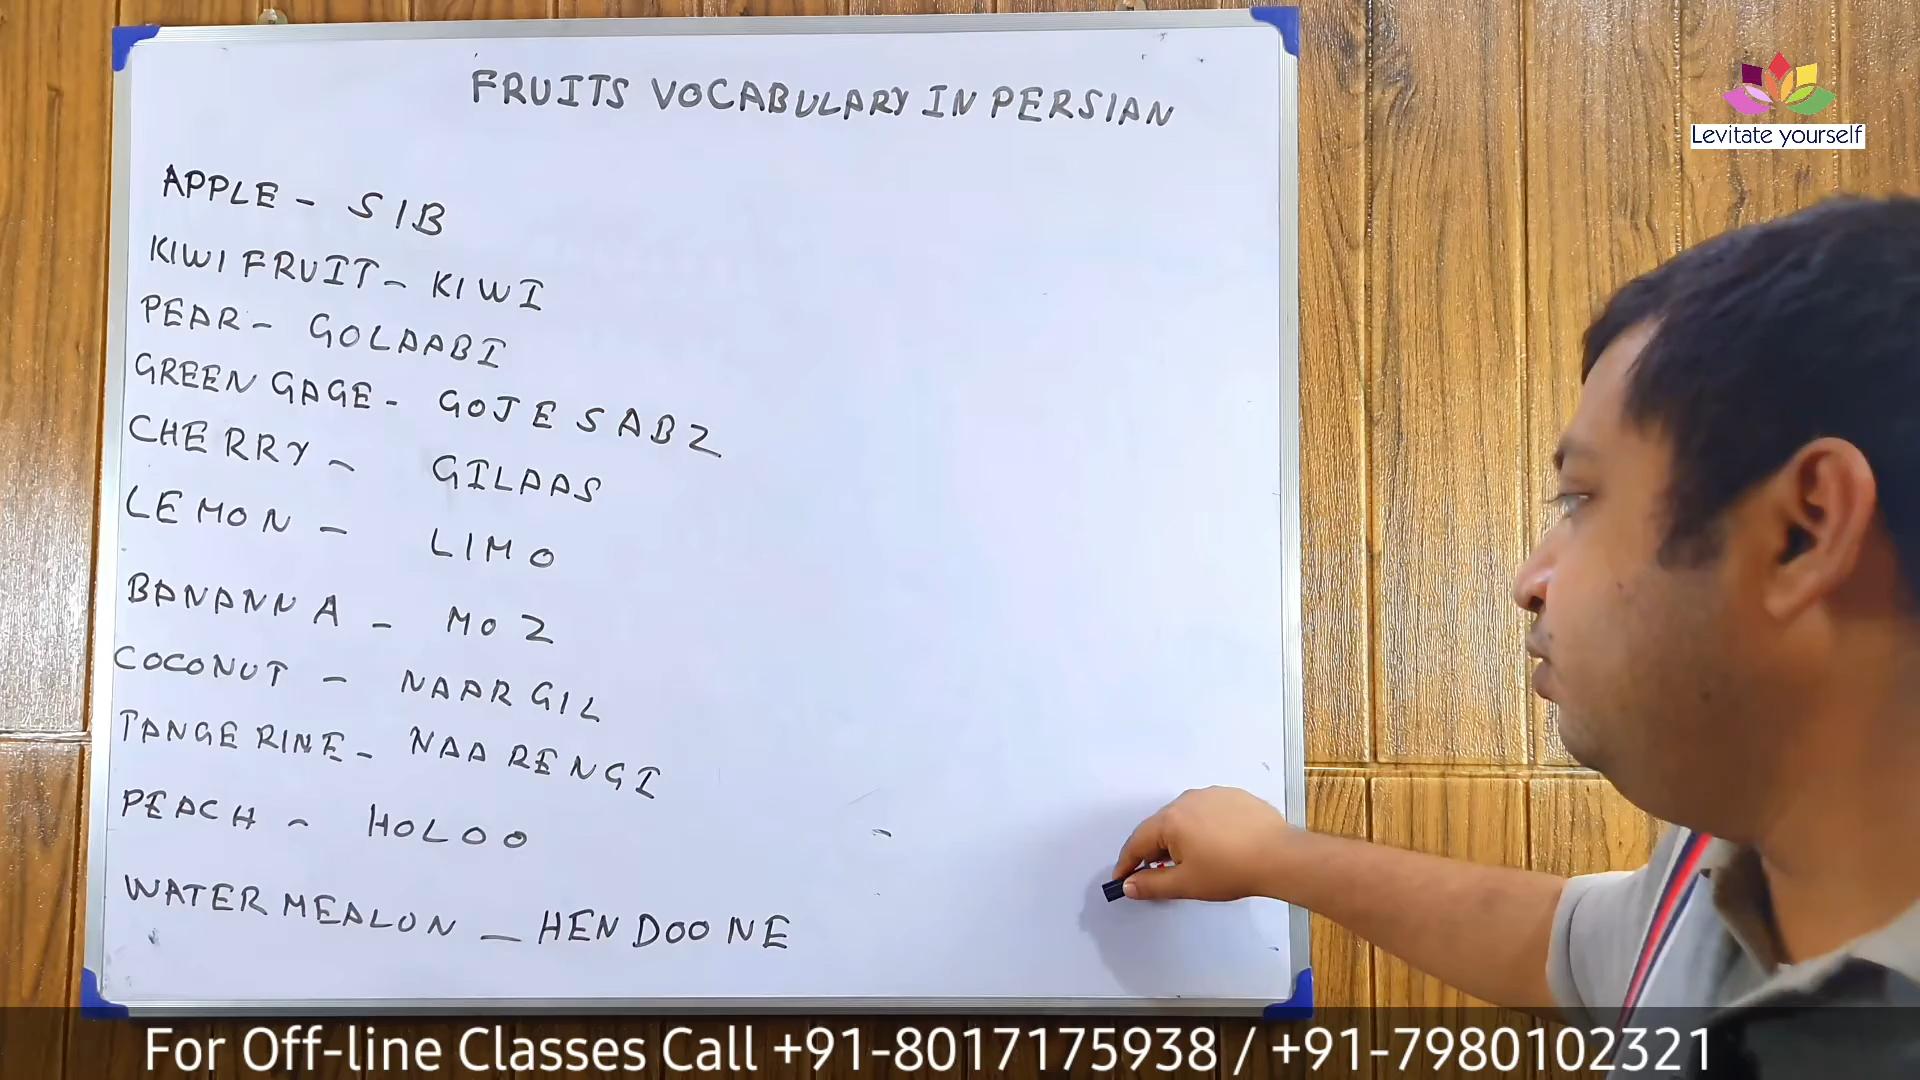 FRUITS VOCABULARY IN PERSIAN
Levitate yourself
APPLE - SIB
KIWI FRUIT - KIWI
PEAR - GOLAABI
GREEN GAGE - GOJE SABZ
CHERRY - GILAAS
LEMON - LIMO
BANANNA - MOZ
COCONUT - NAARGIL
TANGERINE - NAARENGI
PEACH - HOLOO
WATER MEALON - HENDOONE
For Off-line Classes Call +91-8017175938 / +91-7980102321